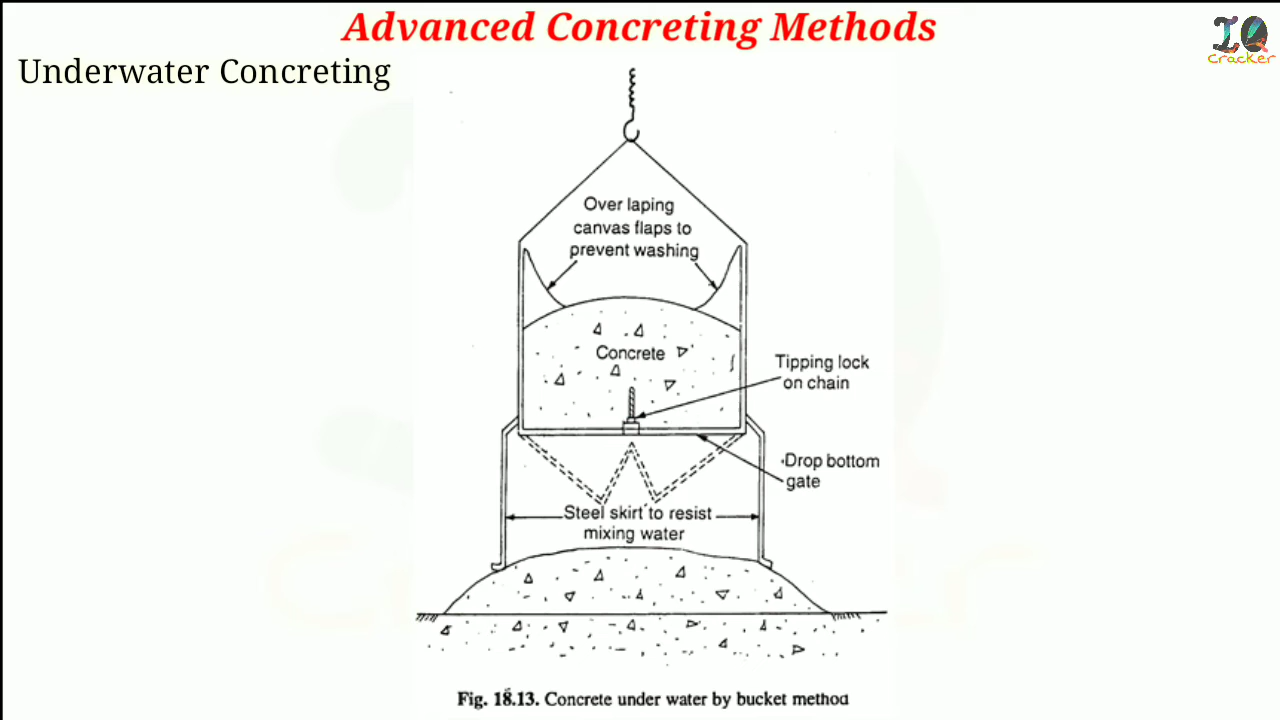 Advanced Concreting Methods
IQ
Cracker
Underwater Concreting
Over laping
canvas flaps to
prevent washing
Concrete
Tipping lock
on chain
Drop bottom
gate
Steel skirt to resist
mixing water
Fig. 18.13. Concrete under water by bucket method